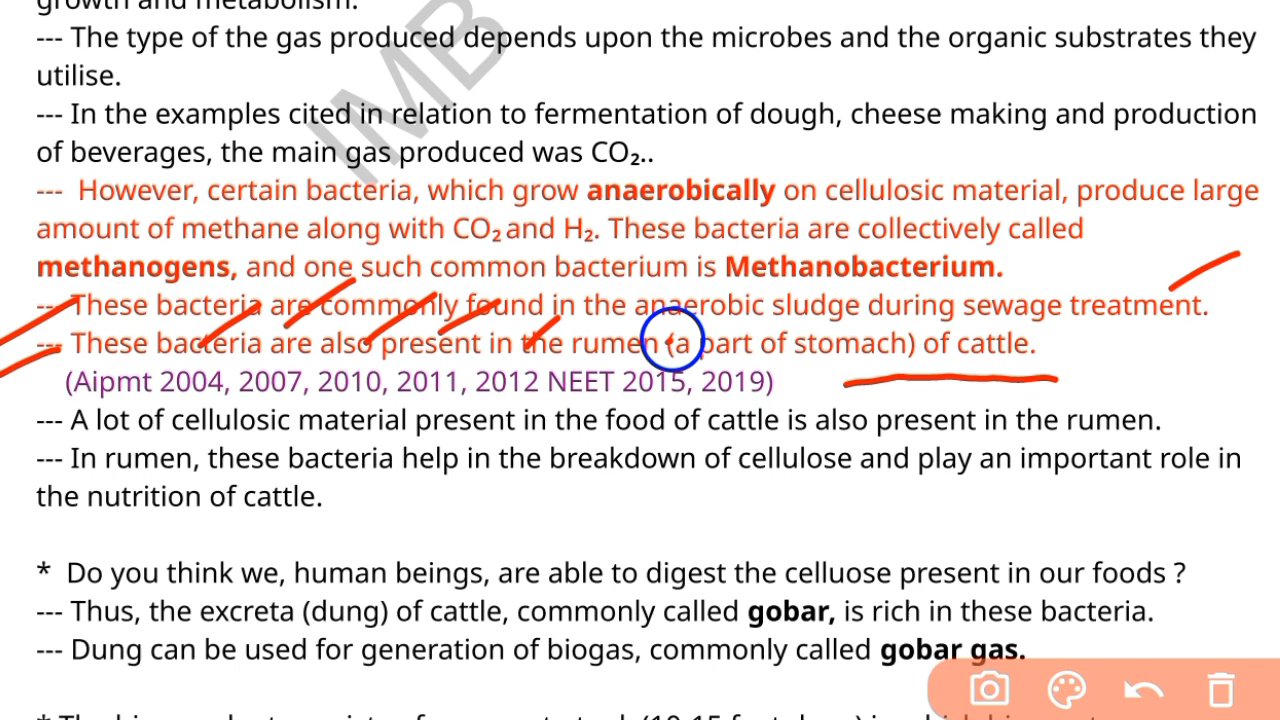 growth and metabolism.
--- The type of the gas produced depends upon the microbes and the organic substrates they
utilise.
--- In the examples cited in relation to fermentation of dough, cheese making and production
of beverages, the main gas produced was CO₂..
--- However, certain bacteria, which grow anaerobically on cellulosic material, produce large
amount of methane along with CO₂ and H₂. These bacteria are collectively called
methanogens, and one such common bacterium is Methanobacterium.
--- These bacteria are commonly found in the anaerobic sludge during sewage treatment.
--- These bacteria are also present in the rumen (a part of stomach) of cattle.
(Aipmt 2004, 2007, 2010, 2011, 2012 NEET 2015, 2019)
--- A lot of cellulosic material present in the food of cattle is also present in the rumen.
--- In rumen, these bacteria help in the breakdown of cellulose and play an important role in
the nutrition of cattle.
* Do you think we, human beings, are able to digest the celluose present in our foods ?
--- Thus, the excreta (dung) of cattle, commonly called gobar, is rich in these bacteria.
--- Dung can be used for generation of biogas, commonly called gobar gas.
IMB